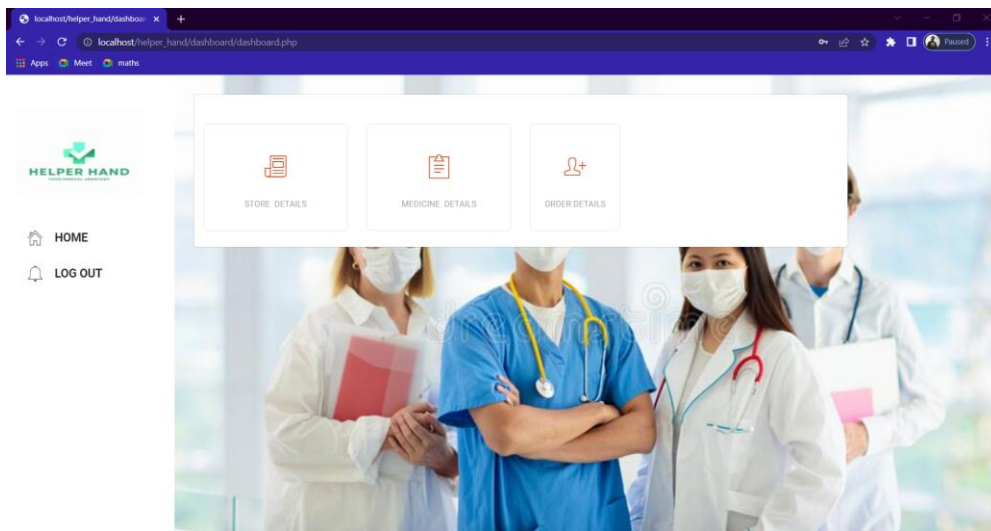 localhost/helper_hand/dashboar
localhost/helper_hand/dashboard/dashboard.php
Paused
Apps Meet maths
HELPER HAND
STORE DETAILS
MEDICINE DETAILS
ORDER DETAILS
HOME
LOG OUT
dreamstime